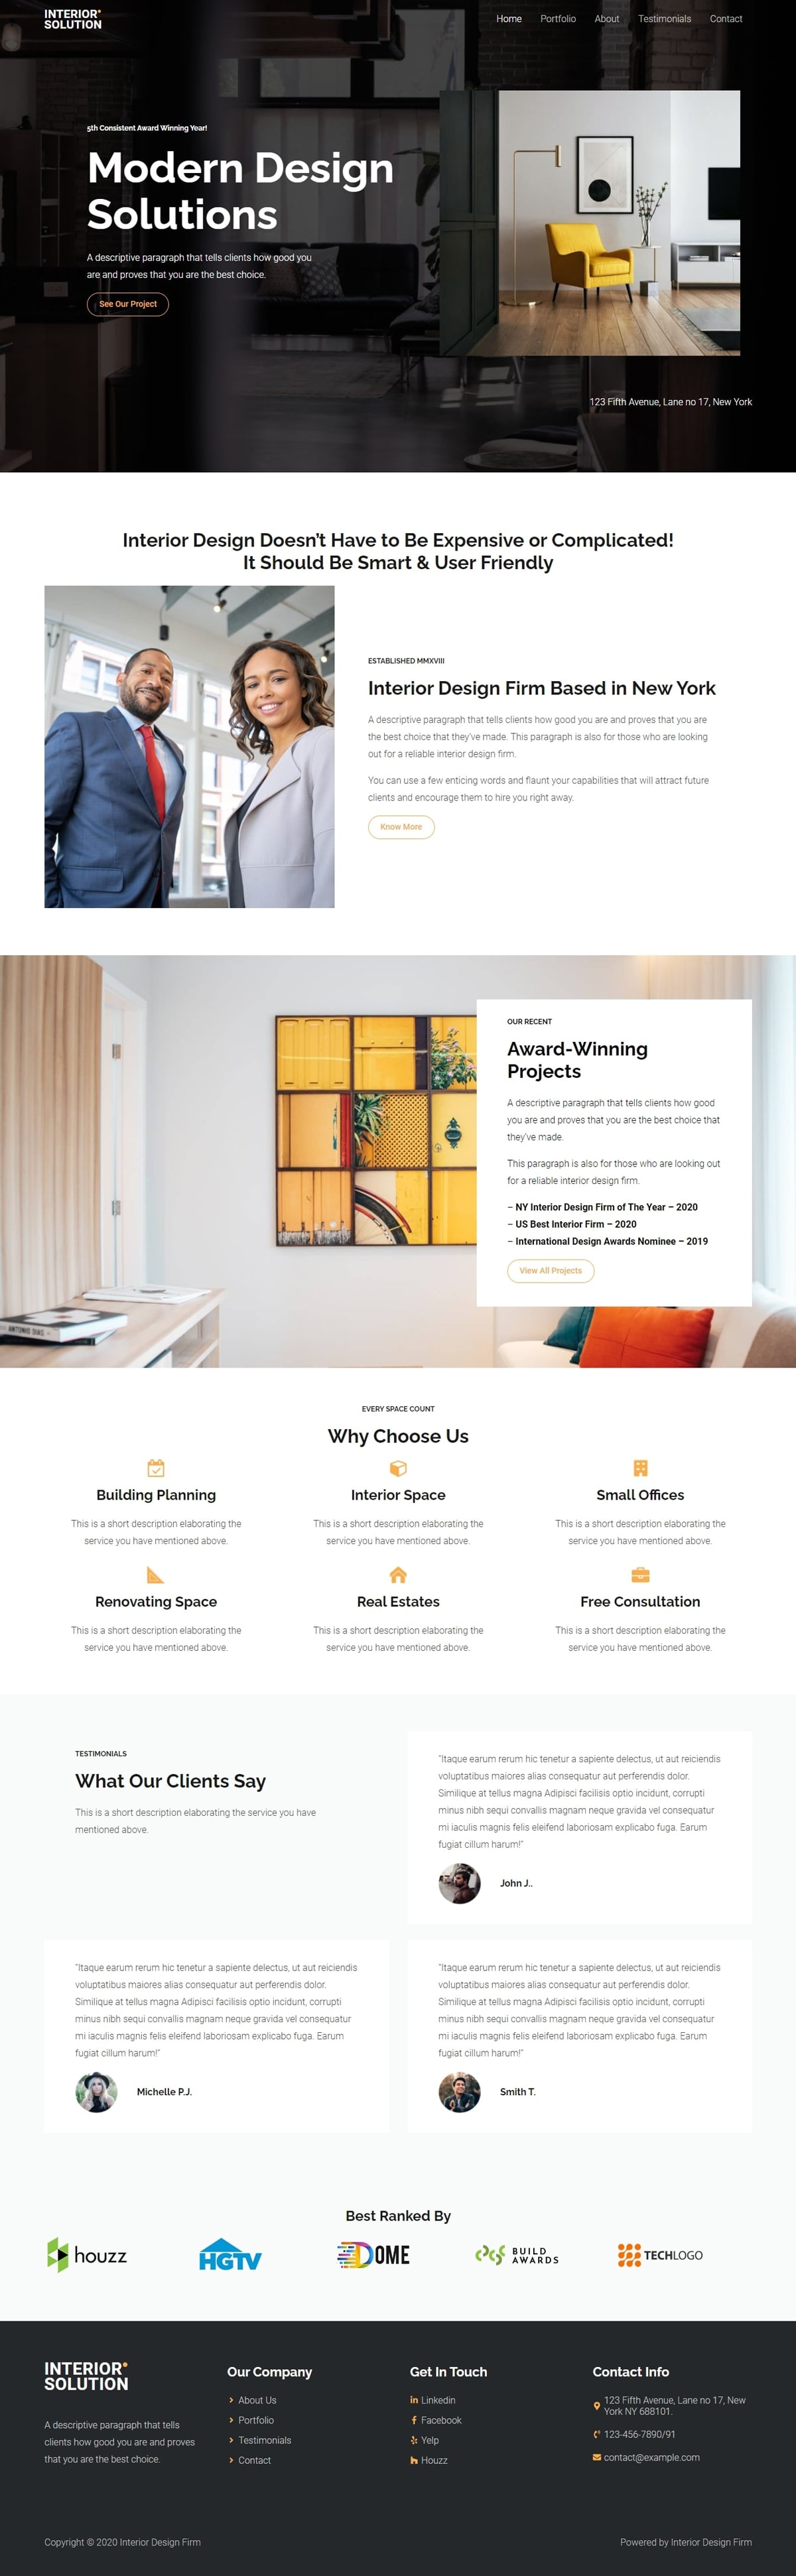 INTERIOR
SOLUTION
Home Portfolio About Testimonials Contact
5th Consistent Award Winning Year!
Modern Design
Solutions
A descriptive paragraph that tells clients how good you
are and proves that you are the best choice.
See Our Project
123 Fifth Avenue, Lane no 17, New York
Interior Design Doesn’t Have to Be Expensive or Complicated!
It Should Be Smart & User Friendly
ESTABLISHED MMXVIII
Interior Design Firm Based in New York
A descriptive paragraph that tells clients how good you are and proves that you are
the best choice that they’ve made. This paragraph is also for those who are looking
out for a reliable interior design firm.
You can use a few enticing words and flaunt your capabilities that will attract future
clients and encourage them to hire you right away.
Know More
ANTONIS DIAS
OUR RECENT
Award-Winning
Projects
A descriptive paragraph that tells clients how good
you are and proves that you are the best choice that
they’ve made.
This paragraph is also for those who are looking out
for a reliable interior design firm.
– NY Interior Design Firm of The Year – 2020
– US Best Interior Firm – 2020
– International Design Awards Nominee – 2019
View All Projects
EVERY SPACE COUNT
Why Choose Us
Building Planning
This is a short description elaborating the
service you have mentioned above.
Interior Space
This is a short description elaborating the
service you have mentioned above.
Small Offices
This is a short description elaborating the
service you have mentioned above.
Renovating Space
This is a short description elaborating the
service you have mentioned above.
Real Estates
This is a short description elaborating the
service you have mentioned above.
Free Consultation
This is a short description elaborating the
service you have mentioned above.
TESTIMONIALS
What Our Clients Say
This is a short description elaborating the service you have
mentioned above.
“Itaque earum rerum hic tenetur a sapiente delectus, ut aut reiciendis
voluptatibus maiores alias consequatur aut perferendis dolor.
Similique at tellus magna Adipisci facilisis optio incidunt, corrupti
minus nibh sequi convallis magnam neque gravida vel consequatur
mi iaculis magnis felis eleifend laboriosam explicabo fuga. Earum
fugiat cillum harum!”
John J..
“Itaque earum rerum hic tenetur a sapiente delectus, ut aut reiciendis
voluptatibus maiores alias consequatur aut perferendis dolor.
Similique at tellus magna Adipisci facilisis optio incidunt, corrupti
minus nibh sequi convallis magnam neque gravida vel consequatur
mi iaculis magnis felis eleifend laboriosam explicabo fuga. Earum
fugiat cillum harum!”
Michelle P.J.
“Itaque earum rerum hic tenetur a sapiente delectus, ut aut reiciendis
voluptatibus maiores alias consequatur aut perferendis dolor.
Similique at tellus magna Adipisci facilisis optio incidunt, corrupti
minus nibh sequi convallis magnam neque gravida vel consequatur
mi iaculis magnis felis eleifend laboriosam explicabo fuga. Earum
fugiat cillum harum!”
Smith T.
Best Ranked By
houzz
HGTV
DOME
BUILD
AWARDS
TECHLOGO
INTERIOR
SOLUTION
A descriptive paragraph that tells
clients how good you are and proves
that you are the best choice.
Our Company
About Us
Portfolio
Testimonials
Contact
Get In Touch
Linkedin
Facebook
Yelp
Houzz
Contact Info
123 Fifth Avenue, Lane no 17, New
York NY 688101.
123-456-7890/91
contact@example.com
Copyright © 2020 Interior Design Firm
Powered by Interior Design Firm